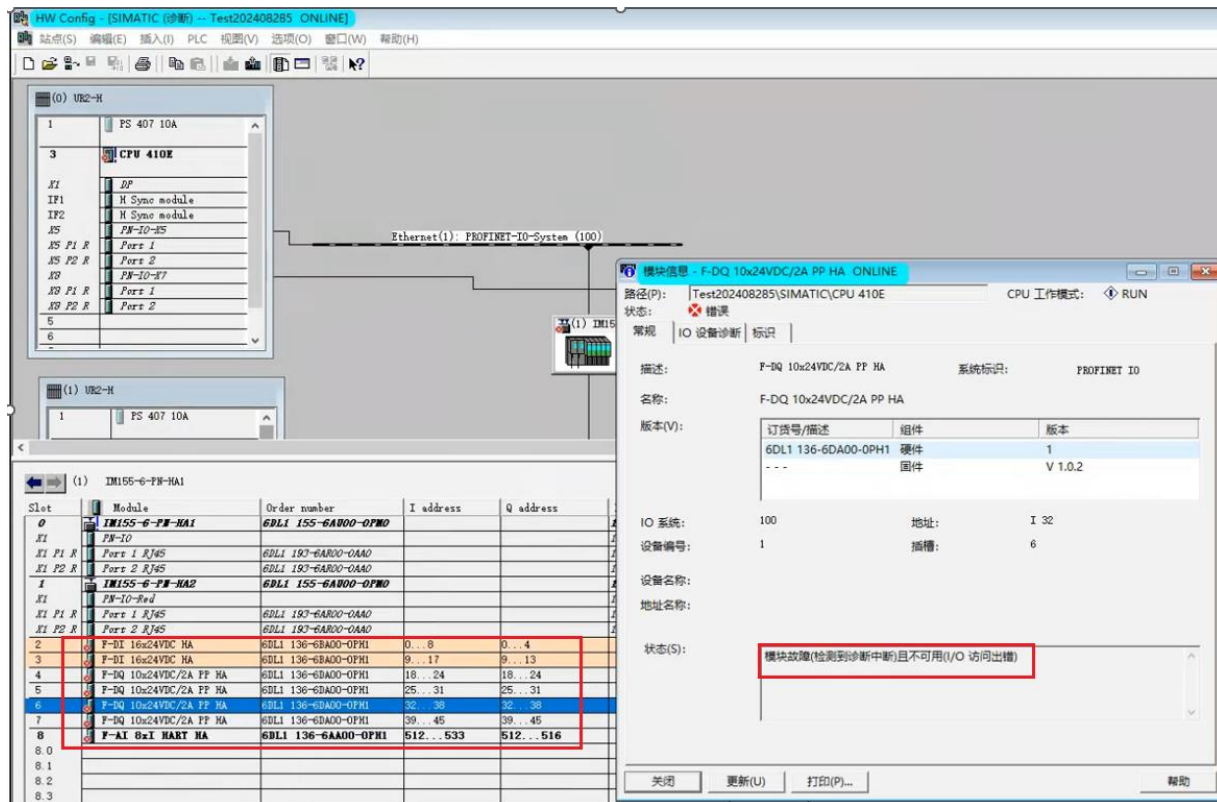 HW Config - [SIMATIC (诊断) -- Test202408285 ONLINE]
站点(S) 编辑(E) 插入(I) PLC 视图(V) 选项(O) 窗口(W) 帮助(H)
(0) UR2-H
1 PS 407 10A
3 CPU 410E
X1 DP
IF1 H Sync module
IF2 H Sync module
X5 PN-IO-X5
X5 P1 R Port 1
X5 P2 R Port 2
X8 PN-IO-X7
X8 P1 R Port 1
X8 P2 R Port 2
5
6
Ethernet(1): PROFINET-IO-System (100)
(1) IM15
(1) UR2-H
1 PS 407 10A
(1) IM155-6-PN-HA1
Slot Module Order number I address Q address
0 IM155-6-PN-HA1 6DL1 155-6AU00-0PM0
X1 PN-IO
X1 P1 R Port 1 RJ45 6DL1 193-6AR00-0AA0
X1 P2 R Port 2 RJ45 6DL1 193-6AR00-0AA0
1 IM155-6-PN-HA2 6DL1 155-6AU00-0PM0
X1 PN-IO-Red
X1 P1 R Port 1 RJ45 6DL1 193-6AR00-0AA0
X1 P2 R Port 2 RJ45 6DL1 193-6AR00-0AA0
2 F-DI 16x24VDC HA 6DL1 136-6BA00-0PH1 0...8 0...4
3 F-DI 16x24VDC HA 6DL1 136-6BA00-0PH1 9...17 9...13
4 F-DQ 10x24VDC/2A PP HA 6DL1 136-6DA00-0PH1 18...24 18...24
5 F-DQ 10x24VDC/2A PP HA 6DL1 136-6DA00-0PH1 25...31 25...31
6 F-DQ 10x24VDC/2A PP HA 6DL1 136-6DA00-0PH1 32...38 32...38
7 F-DQ 10x24VDC/2A PP HA 6DL1 136-6DA00-0PH1 39...45 39...45
8 F-AI 8xI HART HA 6DL1 136-6AA00-0PH1 512...533 512...516
8.0
8.1
8.2
8.3
模块信息 - F-DQ 10x24VDC/2A PP HA ONLINE
路径(P): Test202408285\SIMATIC\CPU 410E CPU 工作模式: RUN
状态: 错误
常规 IO 设备诊断 标识
描述: F-DQ 10x24VDC/2A PP HA 系统标识: PROFINET IO
名称: F-DQ 10x24VDC/2A PP HA
版本(V): 订货号/描述 组件 版本
6DL1 136-6DA00-0PH1 硬件 1
- - - 固件 V 1.0.2
IO 系统: 100 地址: I 32
设备编号: 1 插槽: 6
设备名称:
地址名称:
状态(S): 模块故障(检测到诊断中断)且不可用(I/O 访问出错)
关闭 更新(U) 打印(P)... 帮助